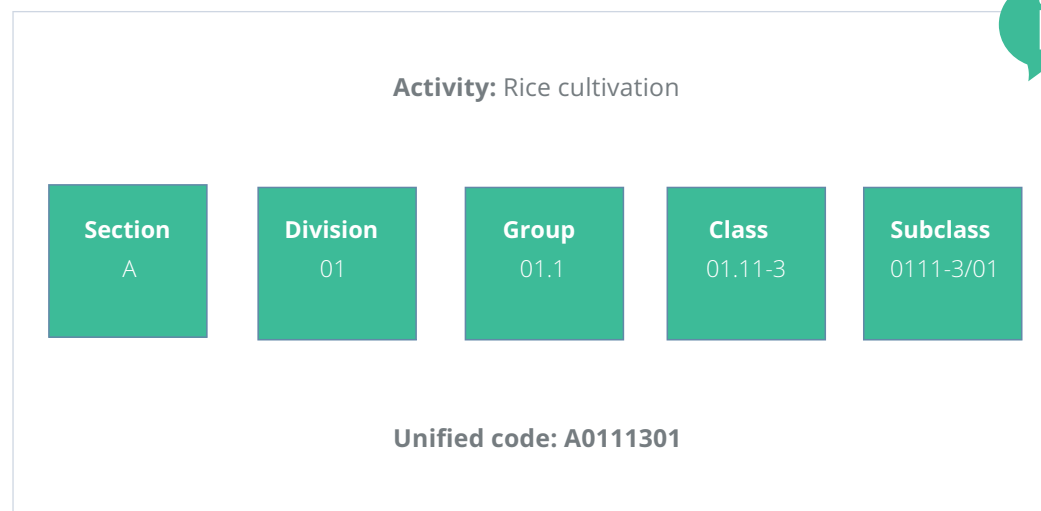 Activity: Rice cultivation
Section
A
Division
01
Group
01.1
Class
01.11-3
Subclass
0111-3/01
Unified code: A0111301